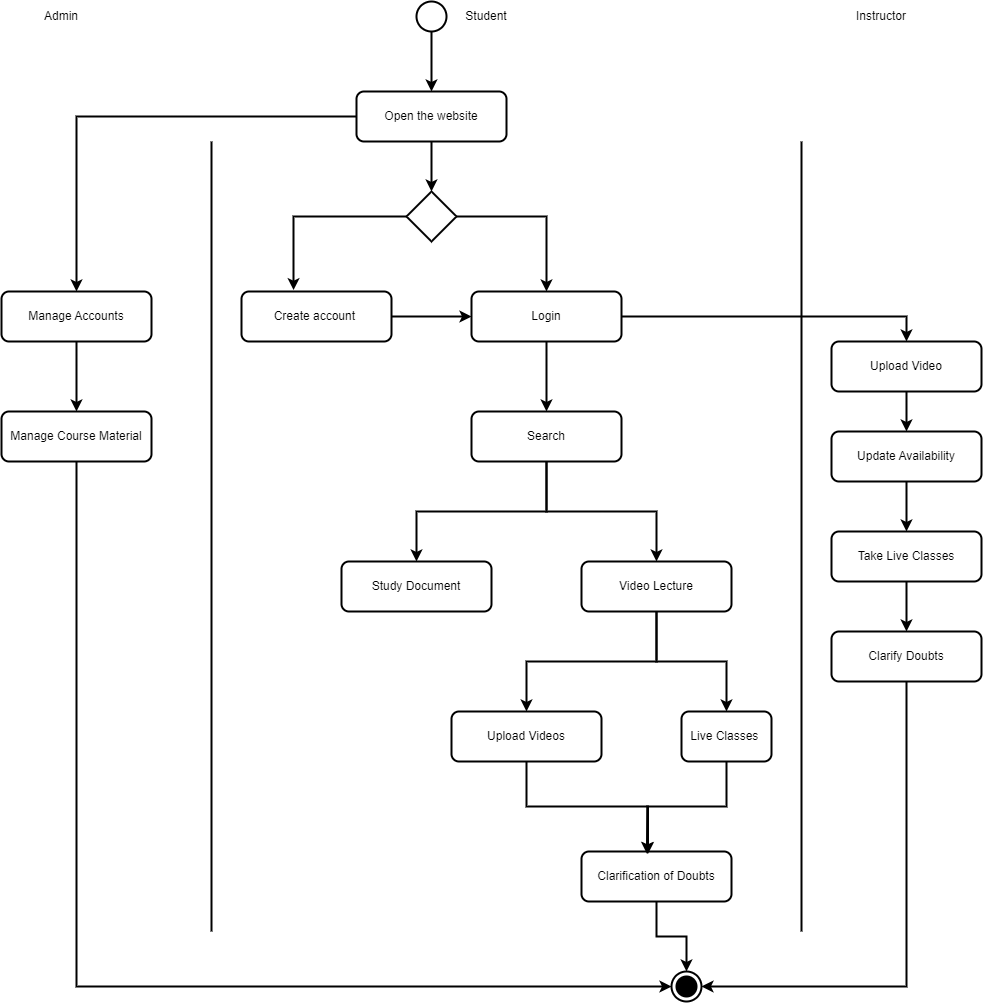 Admin
Student
Instructor
Open the website
Manage Accounts
Create account
Login
Upload Video
Manage Course Material
Search
Update Availability
Study Document
Video Lecture
Take Live Classes
Clarify Doubts
Upload Videos
Live Classes
Clarification of Doubts